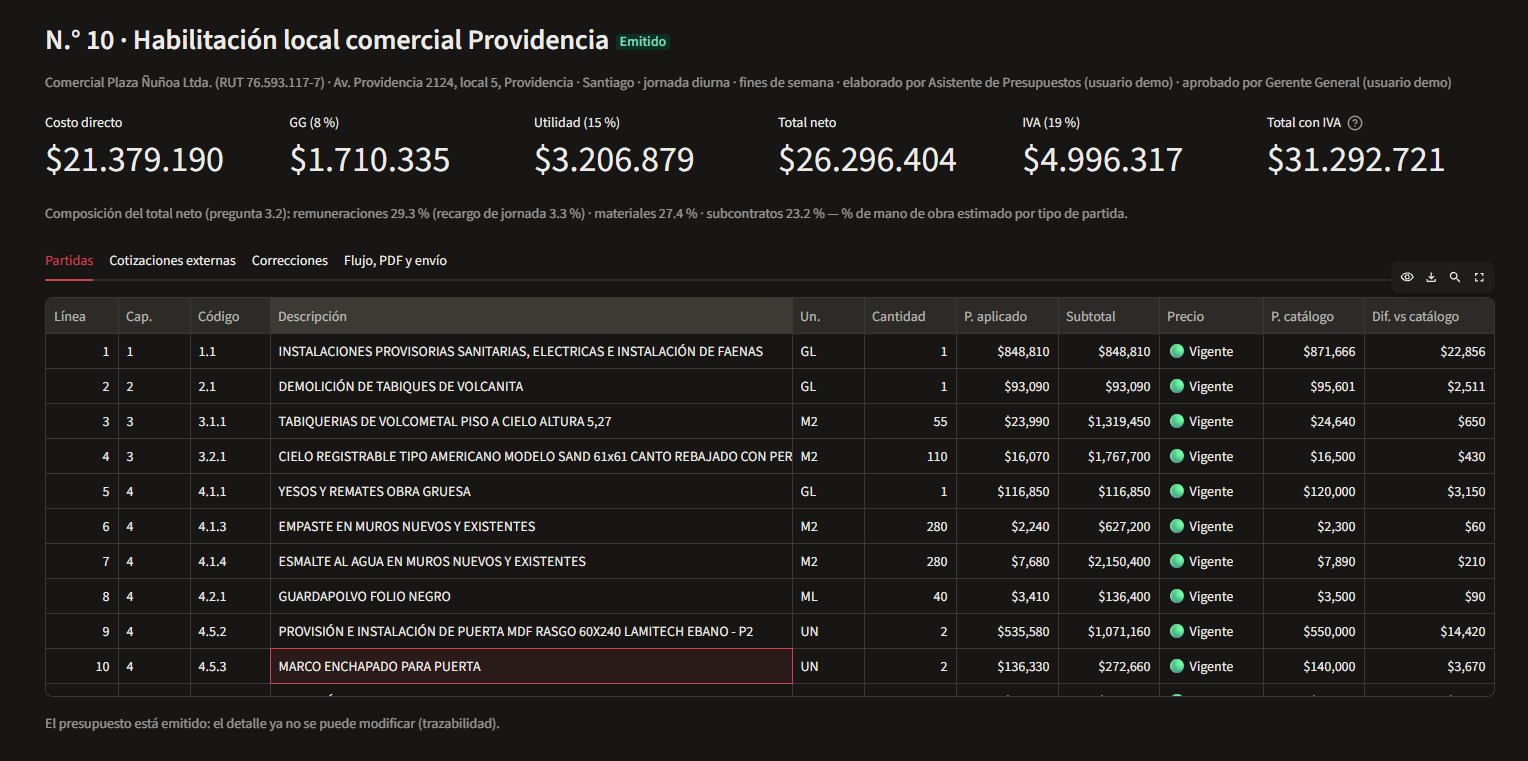 N.° 10 · Habilitación local comercial Providencia Emitido
Comercial Plaza Ñuñoa Ltda. (RUT 76.593.117-7) · Av. Providencia 2124, local 5, Providencia · Santiago · jornada diurna · fines de semana · elaborado por Asistente de Presupuestos (usuario demo) · aprobado por Gerente General (usuario demo)
Costo directo GG (8 %) Utilidad (15 %) Total neto IVA (19 %) Total con IVA
$21.379.190 $1.710.335 $3.206.879 $26.296.404 $4.996.317 $31.292.721
Composición del total neto (pregunta 3.2): remuneraciones 29.3 % (recargo de jornada 3.3 %) · materiales 27.4 % · subcontratos 23.2 % — % de mano de obra estimado por tipo de partida.
Partidas Cotizaciones externas Correcciones Flujo, PDF y envío
Línea Cap. Código Descripción Un. Cantidad P. aplicado Subtotal Precio P. catálogo Dif. vs catálogo
1 1 1.1 INSTALACIONES PROVISORIAS SANITARIAS, ELECTRICAS E INSTALACIÓN DE FAENAS GL 1 $848,810 $848,810 Vigente $871,666 $22,856
2 2 2.1 DEMOLICIÓN DE TABIQUES DE VOLCANITA GL 1 $93,090 $93,090 Vigente $95,601 $2,511
3 3 3.1.1 TABIQUERIAS DE VOLCOMETAL PISO A CIELO ALTURA 5,27 M2 55 $23,990 $1,319,450 Vigente $24,640 $650
4 3 3.2.1 CIELO REGISTRABLE TIPO AMERICANO MODELO SAND 61x61 CANTO REBAJADO CON PER M2 110 $16,070 $1,767,700 Vigente $16,500 $430
5 4 4.1.1 YESOS Y REMATES OBRA GRUESA GL 1 $116,850 $116,850 Vigente $120,000 $3,150
6 4 4.1.3 EMPASTE EN MUROS NUEVOS Y EXISTENTES M2 280 $2,240 $627,200 Vigente $2,300 $60
7 4 4.1.4 ESMALTE AL AGUA EN MUROS NUEVOS Y EXISTENTES M2 280 $7,680 $2,150,400 Vigente $7,890 $210
8 4 4.2.1 GUARDAPOLVO FOLIO NEGRO ML 40 $3,410 $136,400 Vigente $3,500 $90
9 4 4.5.2 PROVISIÓN E INSTALACIÓN DE PUERTA MDF RASGO 60X240 LAMITECH EBANO - P2 UN 2 $535,580 $1,071,160 Vigente $550,000 $14,420
10 4 4.5.3 MARCO ENCHAPADO PARA PUERTA UN 2 $136,330 $272,660 Vigente $140,000 $3,670
El presupuesto está emitido: el detalle ya no se puede modificar (trazabilidad).